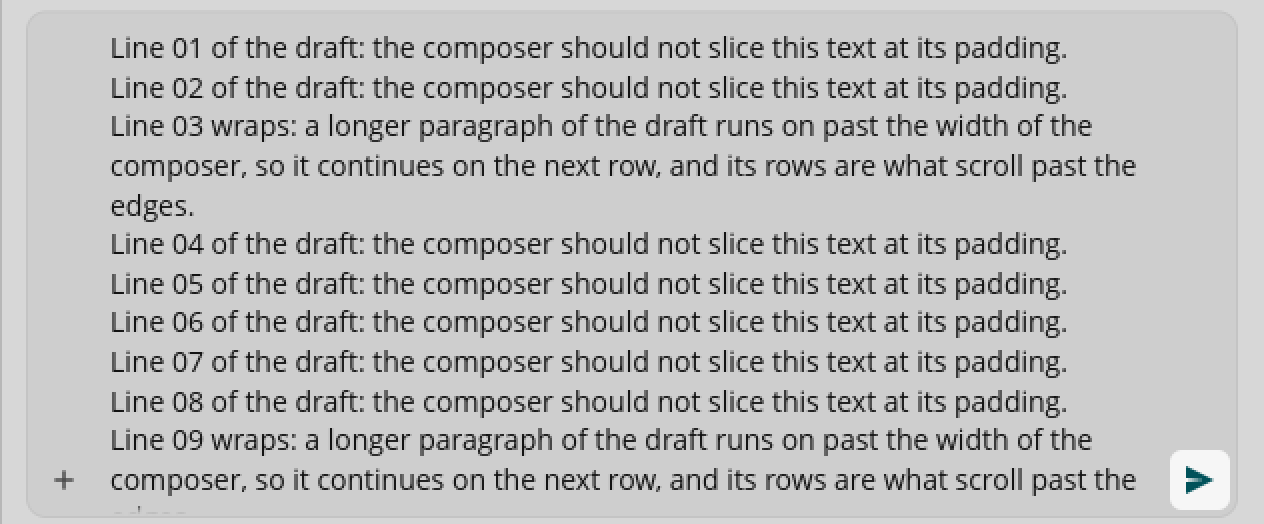 Line 01 of the draft: the composer should not slice this text at its padding.
Line 02 of the draft: the composer should not slice this text at its padding.
Line 03 wraps: a longer paragraph of the draft runs on past the width of the
composer, so it continues on the next row, and its rows are what scroll past the
edges.
Line 04 of the draft: the composer should not slice this text at its padding.
Line 05 of the draft: the composer should not slice this text at its padding.
Line 06 of the draft: the composer should not slice this text at its padding.
Line 07 of the draft: the composer should not slice this text at its padding.
Line 08 of the draft: the composer should not slice this text at its padding.
Line 09 wraps: a longer paragraph of the draft runs on past the width of the
composer, so it continues on the next row, and its rows are what scroll past the